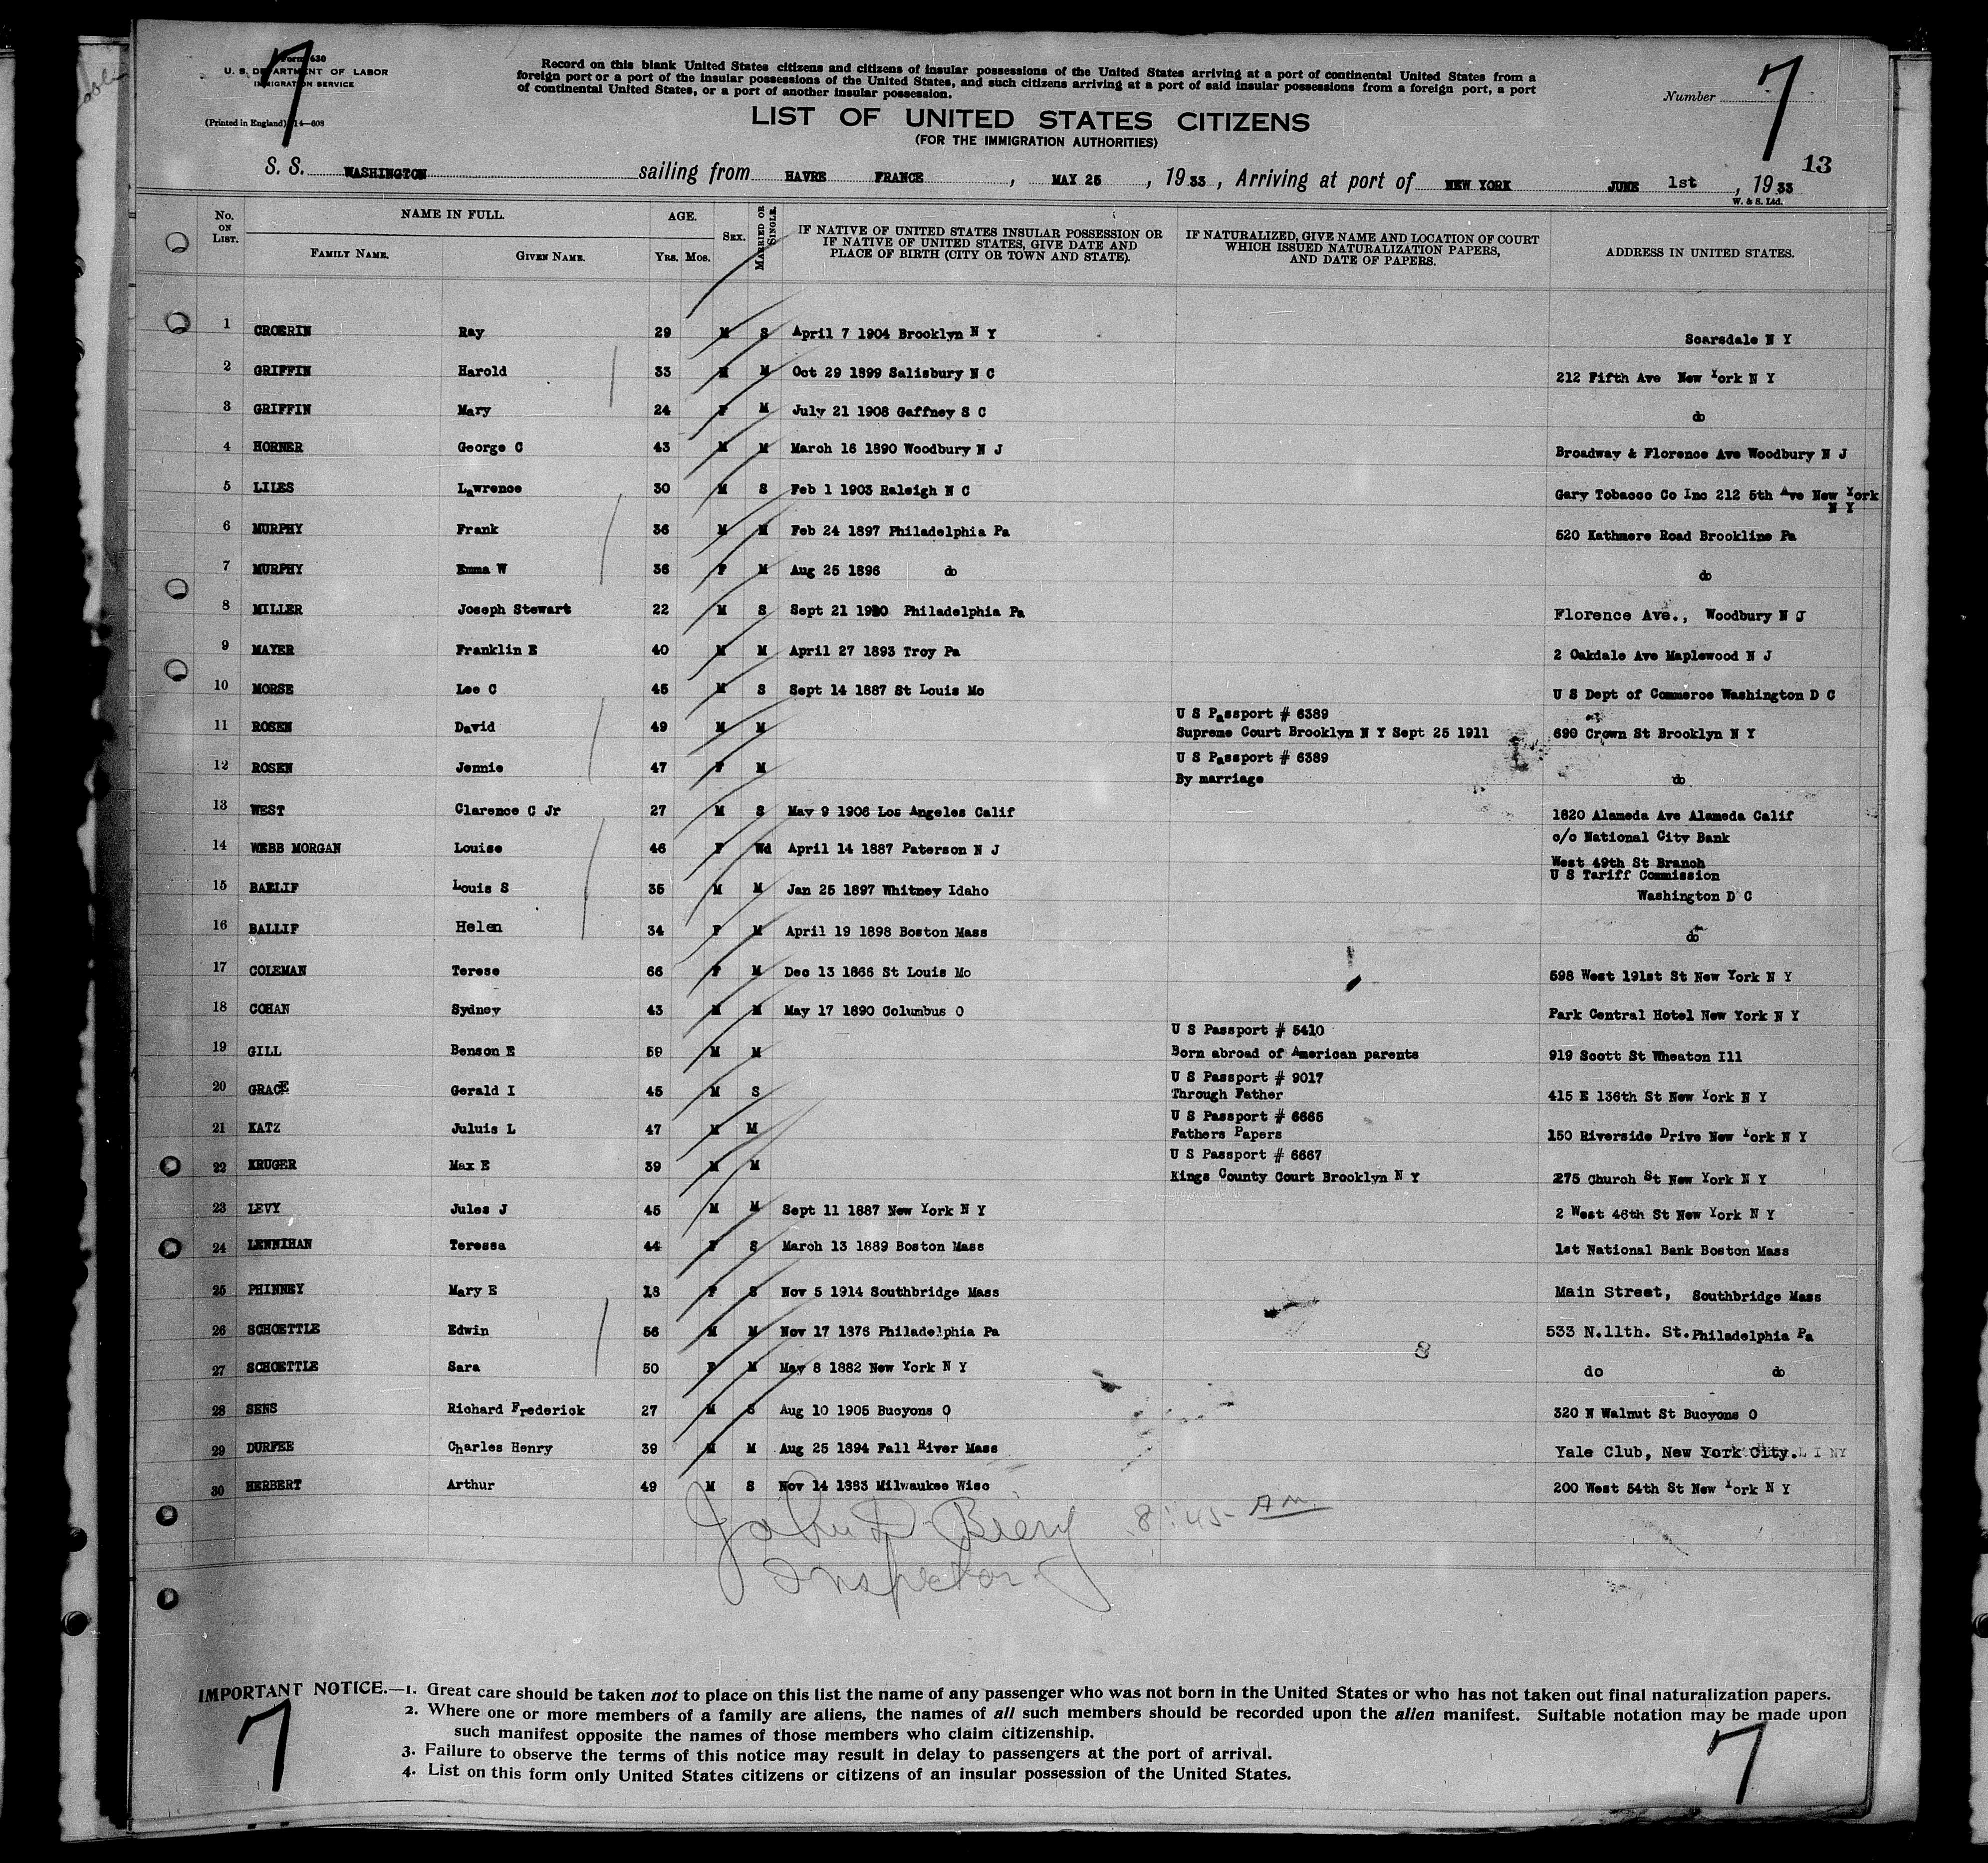 Form 630
U. S. DEPARTMENT OF LABOR
IMMIGRATION SERVICE
(Printed in England) 14—608
Record on this blank United States citizens and citizens of insular possessions of the United States arriving at a port of continental United States from a
foreign port or a port of the insular possessions of the United States, and such citizens arriving at a port of said insular possessions from a foreign port, a port
of continental United States, or a port of another insular possession.
Number 7
7
LIST OF UNITED STATES CITIZENS
(FOR THE IMMIGRATION AUTHORITIES)
13
S. S. WASHINGTON sailing from HAVRE FRANCE, MAY 25, 1933, Arriving at port of NEW YORK JUNE 1st, 1933
W. & S. Ltd.
No. ON LIST. NAME IN FULL. FAMILY NAME. GIVEN NAME. AGE. YRS. MOS. SEX. MARRIED OR SINGLE. IF NATIVE OF UNITED STATES INSULAR POSSESSION OR IF NATIVE OF UNITED STATES, GIVE DATE AND PLACE OF BIRTH (CITY OR TOWN AND STATE). IF NATURALIZED, GIVE NAME AND LOCATION OF COURT WHICH ISSUED NATURALIZATION PAPERS, AND DATE OF PAPERS. ADDRESS IN UNITED STATES.
1 CROERIN Ray 29 M S April 7 1904 Brooklyn N Y Scarsdale N Y
2 GRIFFIN Harold 33 M M Oct 29 1899 Salisbury N C 212 Fifth Ave New York N Y
3 GRIFFIN Mary 24 F M July 21 1908 Gaffney S C do
4 HORNER George C 43 M M March 16 1890 Woodbury N J Broadway & Florence Ave Woodbury N J
5 LILES Lawrence 30 M S Feb 1 1903 Raleigh N C Gary Tobacco Co Inc 212 5th Ave New York
N Y
6 MURPHY Frank 36 M M Feb 24 1897 Philadelphia Pa 520 Kathmere Road Brookline Pa
7 MURPHY Emma W 36 F M Aug 25 1896 do do
8 MILLER Joseph Stewart 22 M S Sept 21 1910 Philadelphia Pa Florence Ave., Woodbury N J
9 MAYER Franklin E 40 M M April 27 1893 Troy Pa 2 Oakdale Ave Maplewood N J
10 MORSE Lee C 45 M S Sept 14 1887 St Louis Mo U S Dept of Commerce Washington D C
U S Passport # 6389
11 ROSEN David 49 M M Supreme Court Brooklyn N Y Sept 25 1911 690 Crown St Brooklyn N Y
U S Passport # 6389
12 ROSEN Jennie 47 F M By marriage do
13 WEST Clarence C Jr 27 M S May 9 1906 Los Angeles Calif 1820 Alameda Ave Alameda Calif
c/o National City Bank
14 WEBB MORGAN Louise 46 F Wd April 14 1887 Paterson N J West 49th St Branch
U S Tariff Commission
15 BAELIF Louis S 35 M M Jan 25 1897 Whitney Idaho Washington D C
16 BALLIF Helen 34 F M April 19 1898 Boston Mass do
17 COLEMAN Terese 66 F M Dec 13 1866 St Louis Mo 598 West 191st St New York N Y
18 COHAN Sydney 43 M M May 17 1890 Columbus O Park Central Hotel New York N Y
U S Passport # 5410
19 GILL Benson E 59 M M Born abroad of American parents 919 Scott St Wheaton Ill
U S Passport # 9017
20 GRACE Gerald I 45 M S Through Father 415 E 136th St New York N Y
U S Passport # 6665
21 KATZ Juluis L 47 M M Fathers Papers 150 Riverside Drive New York N Y
U S Passport # 6667
22 KRUGER Max E 39 M M Kings County Court Brooklyn N Y 275 Church St New York N Y
23 LEVY Jules J 45 M M Sept 11 1887 New York N Y 2 West 46th St New York N Y
24 LENNIHAN Teressa 44 F S March 13 1889 Boston Mass 1st National Bank Boston Mass
25 PHINNEY Mary E 18 F S Nov 5 1914 Southbridge Mass Main Street, Southbridge Mass
26 SCHOETTLE Edwin 56 M M Nov 17 1876 Philadelphia Pa 533 N.11th. St. Philadelphia Pa
27 SCHOETTLE Sara 50 F M May 8 1882 New York N Y do do
28 SENS Richard Frederick 27 M S Aug 10 1905 Bucyons O 320 N Walnut St Bucyons O
29 DURFEE Charles Henry 39 M M Aug 25 1894 Fall River Mass Yale Club, New York City.
30 HERBERT Arthur 49 M S Nov 14 1883 Milwaukee Wisc 200 West 54th St New York N Y
John D Biery 8:45 AM
Inspector
IMPORTANT NOTICE.—1. Great care should be taken not to place on this list the name of any passenger who was not born in the United States or who has not taken out final naturalization papers.
2. Where one or more members of a family are aliens, the names of all such members should be recorded upon the alien manifest. Suitable notation may be made upon
such manifest opposite the names of those members who claim citizenship.
3. Failure to observe the terms of this notice may result in delay to passengers at the port of arrival.
4. List on this form only United States citizens or citizens of an insular possession of the United States.
7
7